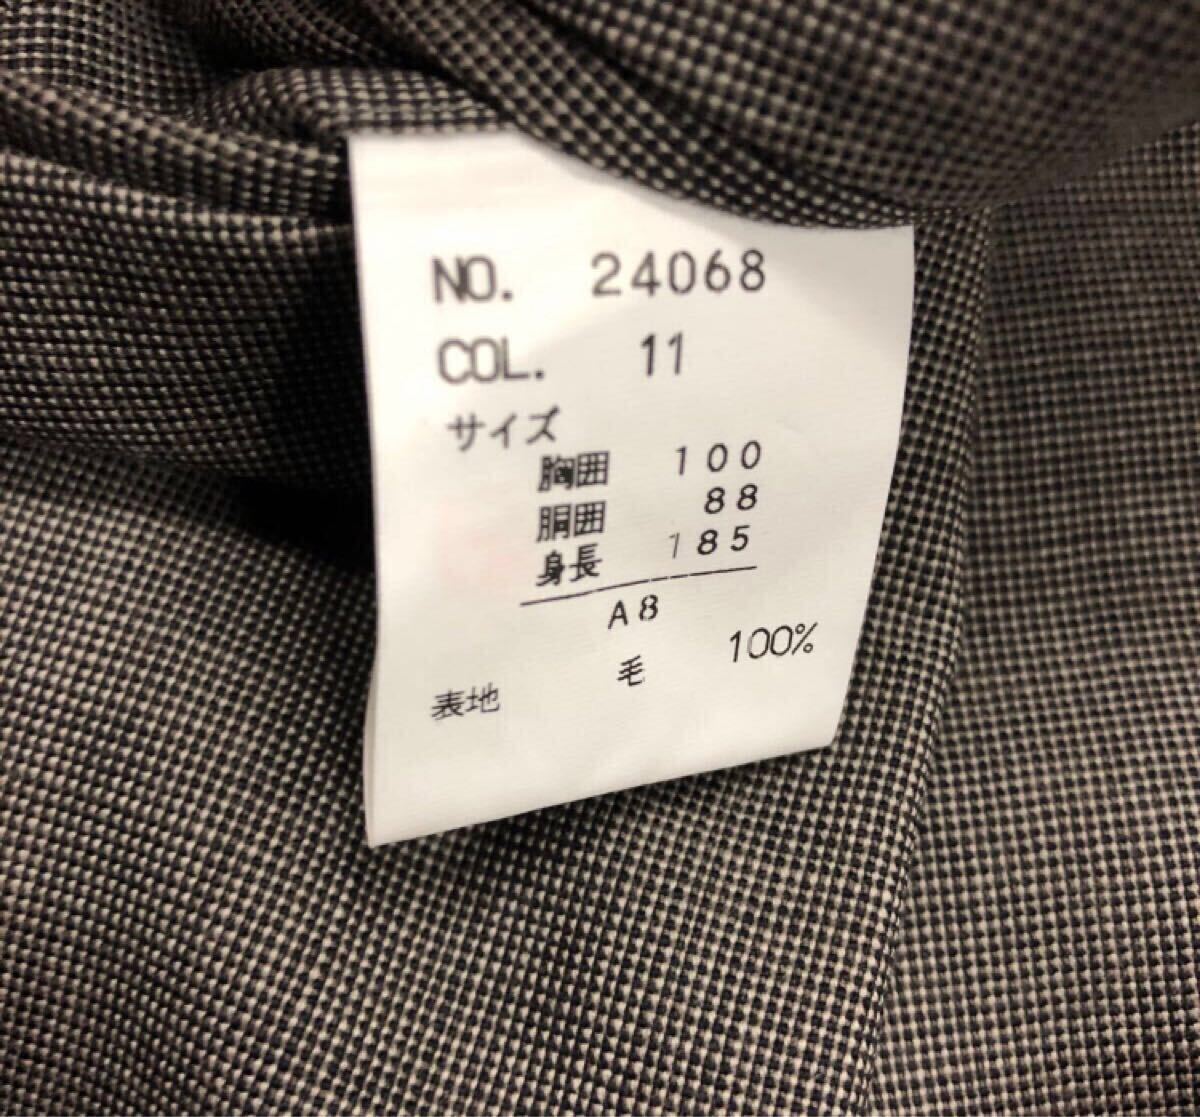 NO. 24068
COL. 11
サイズ
胸囲 100
胴囲 88
身長 185
A8
表地 毛 100%